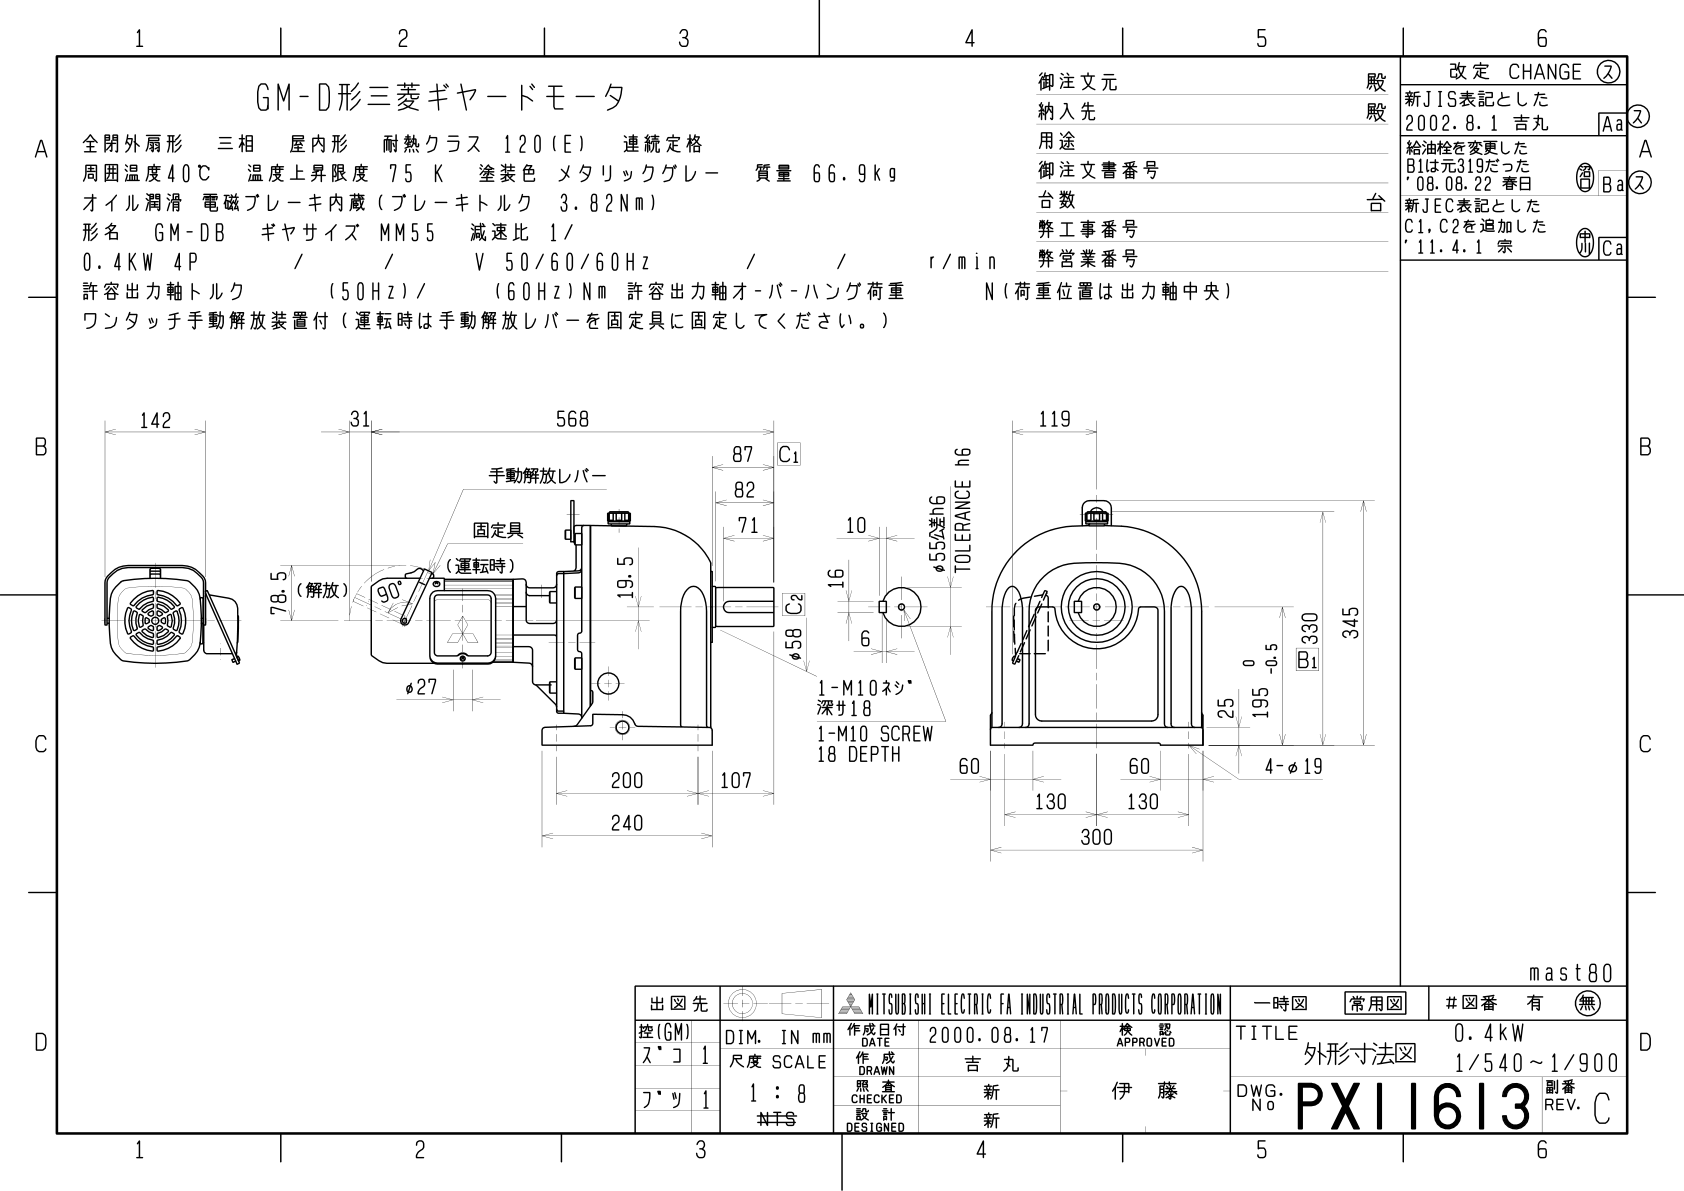 1 2 3 4 5 6
GM-D形三菱ギヤードモータ
全閉外扇形 三相 屋内形 耐熱クラス 120(E) 連続定格
周囲温度40℃ 温度上昇限度 75 K 塗装色 メタリックグレー 質量 66.9kg
オイル潤滑 電磁ブレーキ内蔵(ブレーキトルク 3.82Nm)
形名 GM-DB ギヤサイズ MM55 減速比 1/
0.4KW 4P / / V 50/60/60Hz / / r/min
許容出力軸トルク (50Hz)/ (60Hz)Nm 許容出力軸オーバーハング荷重 N(荷重位置は出力軸中央)
ワンタッチ手動解放装置付(運転時は手動解放レバーを固定具に固定してください。)
御注文元 殿
納入先 殿
用途
御注文書番号
台数 台
弊工事番号
弊営業番号
改定 CHANGE ス
新JIS表記とした
2002.8.1 吉丸 Aa ス
給油栓を変更した
B1は元319だった
'08.08.22 春日 Ba ス
新JEC表記とした
C1,C2を追加した
'11.4.1 宗 中川 Ca
A A
B B
C C
D D
142
31 568
87 C1
82
71
手動解放レバー
固定具
(運転時)
78.5
(解放)
90°
19.5
φ27
C2
φ58
200 107
240
10
16
6
φ55公差h6
TOLERANCE h6
1-M10ネジ
深サ18
1-M10 SCREW
18 DEPTH
119
345
330
B1
195 0 -0.5
25
60 60
4-φ19
130 130
300
mast80
出図先
控(GM)
ズコ 1
ブツ 1
DIM. IN mm
尺度 SCALE
1 : 8
NTS
MITSUBISHI ELECTRIC FA INDUSTRIAL PRODUCTS CORPORATION
作成日付 DATE 2000.08.17
作成 DRAWN 吉丸
照査 CHECKED 新
設計 DESIGNED 新
検認 APPROVED
伊藤
一時図 常用図 #図番 有 無
TITLE 0.4kW
外形寸法図 1/540~1/900
DWG. No PX11613 副番 REV. C
1 2 3 4 5 6